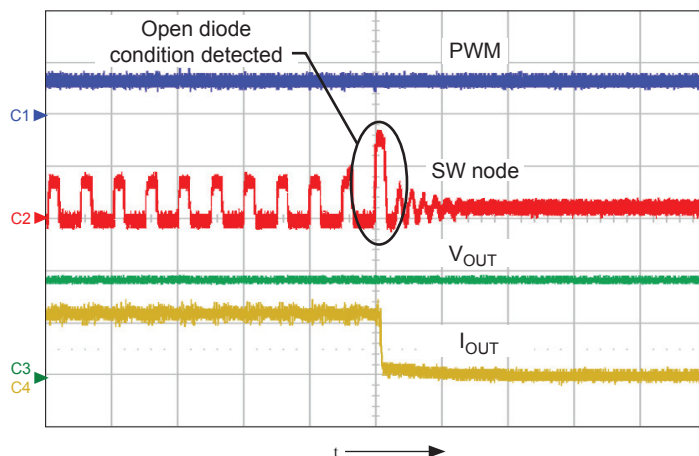 Open diode
condition detected
PWM
C1
SW node
C2
VOUT
IOUT
C3
C4
t